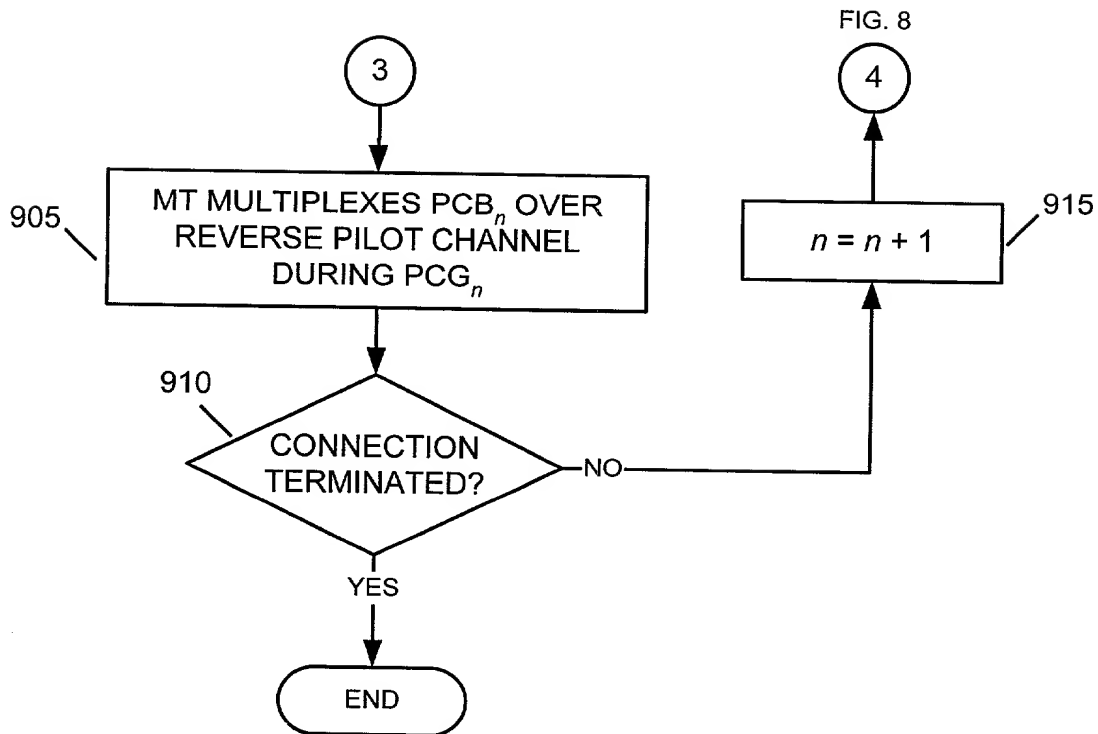 FIG. 8
3
4
905
MT MULTIPLEXES PCBₙ OVER
REVERSE PILOT CHANNEL
DURING PCGₙ
n = n + 1
915
910
CONNECTION
TERMINATED?
NO
YES
END